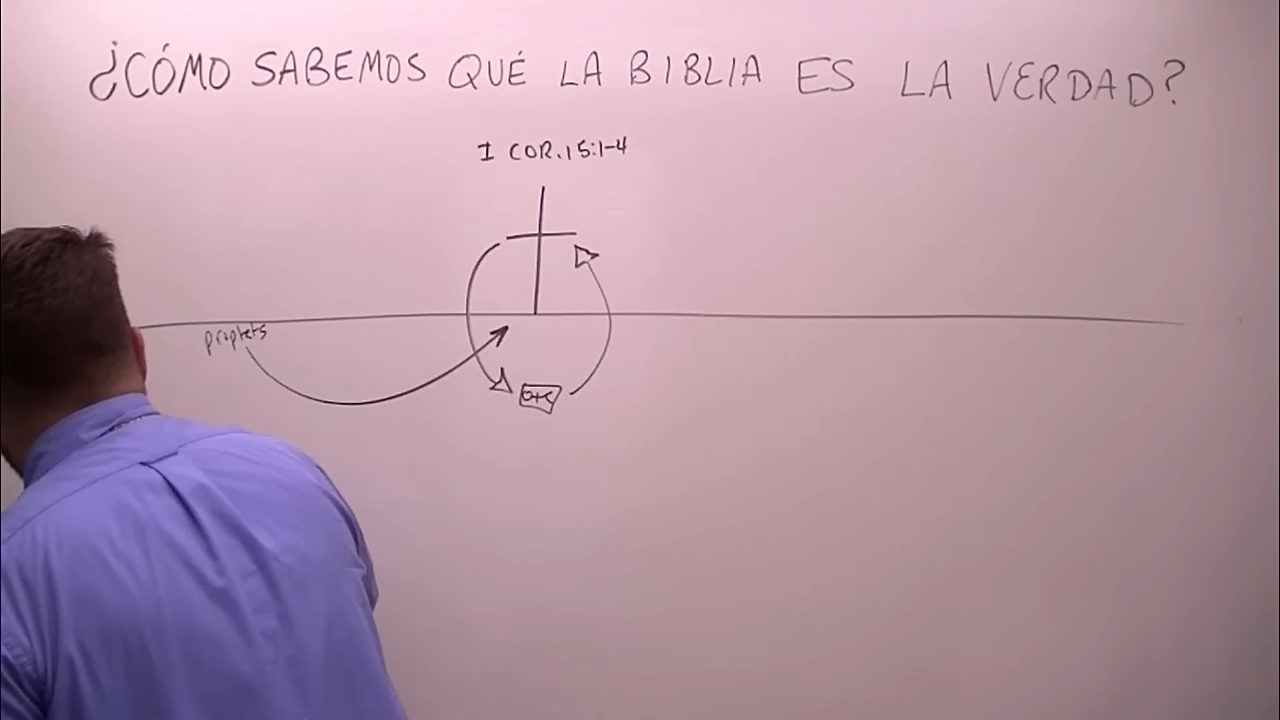 ¿CÓMO SABEMOS QUÉ LA BIBLIA ES LA VERDAD?
I COR. 15:1-4
prophets